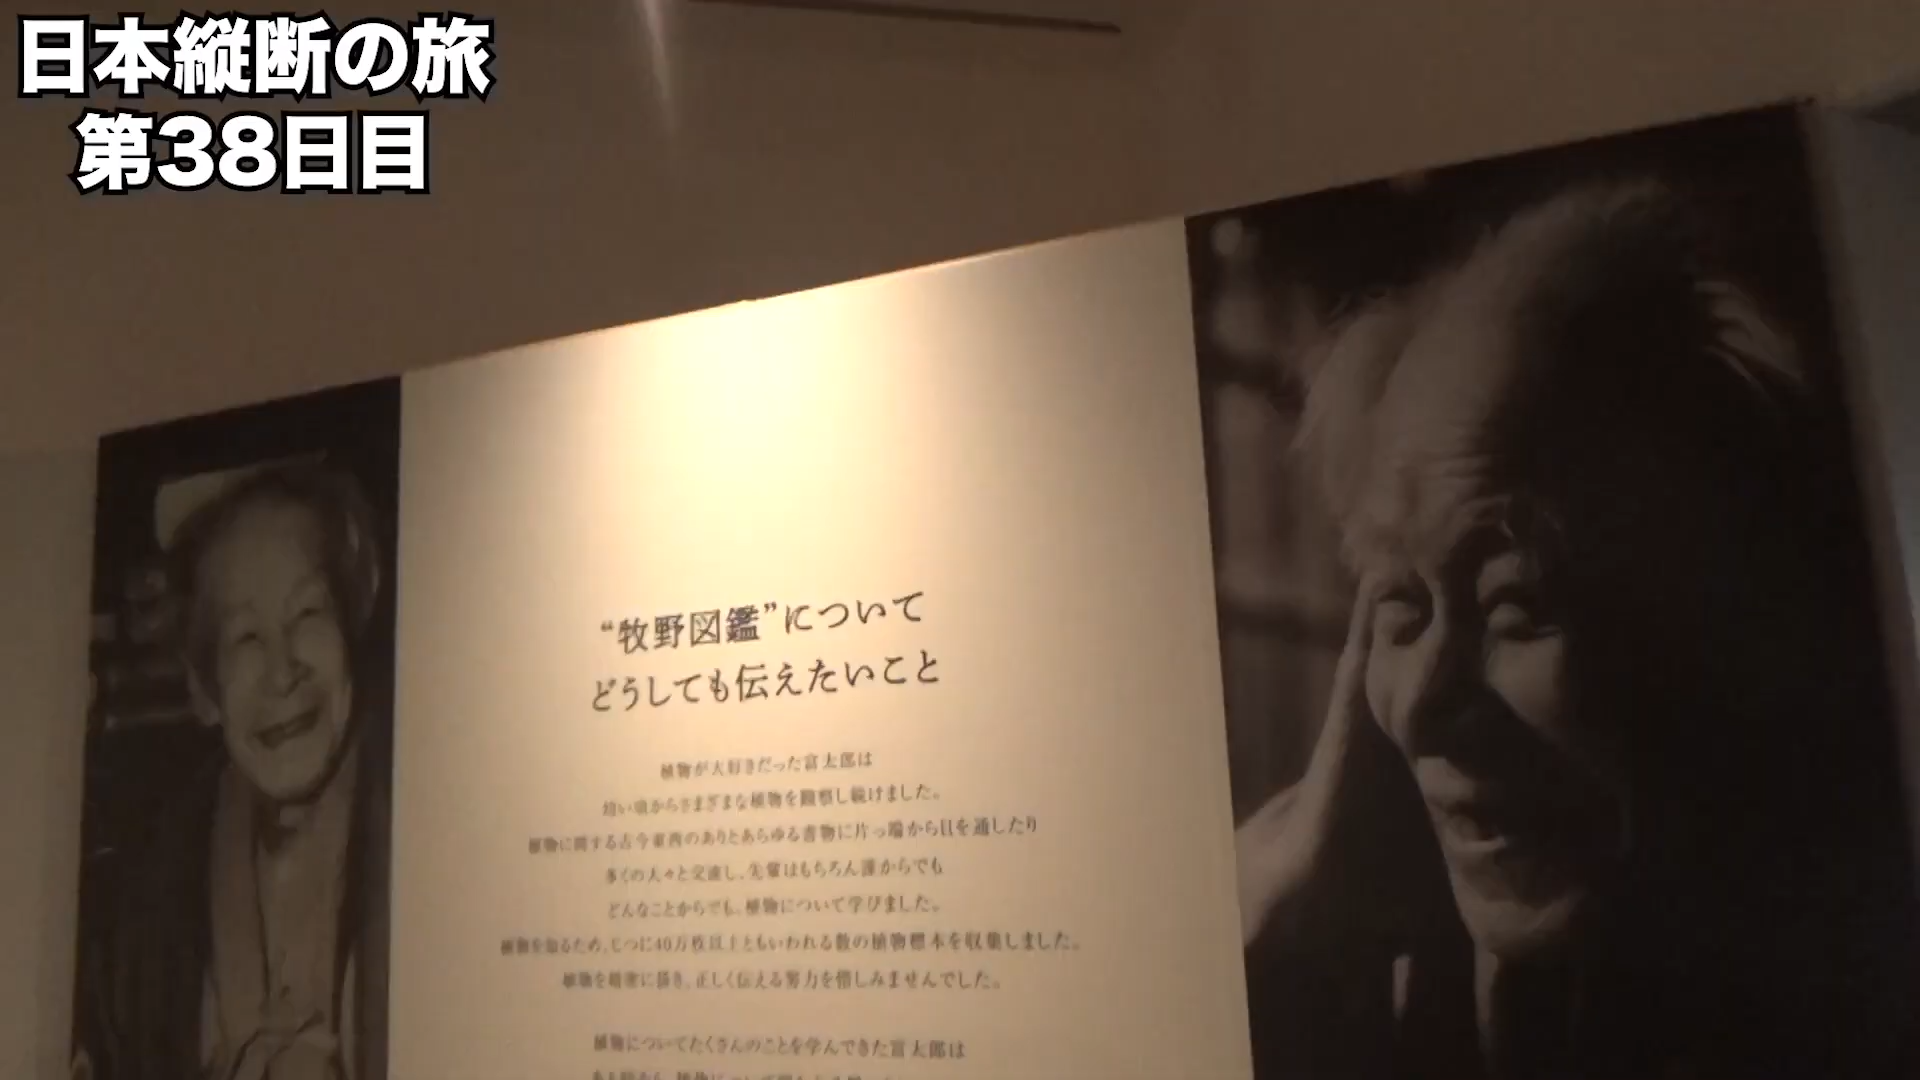 日本縦断の旅
第38日目
“牧野図鑑”について
どうしても伝えたいこと
植物が大好きだった富太郎は
幼い頃からさまざまな植物を観察し続けました。
植物に関する古今東西のありとあらゆる書物に片っ端から目を通したり
多くの人々と交流し、先輩はもちろん誰からでも
どんなことからでも、植物について学びました。
植物を知るため、じつに40万枚以上ともいわれる数の植物標本を収集しました。
植物を精密に描き、正しく伝える努力を惜しみませんでした。
植物についてたくさんのことを学んできた富太郎は